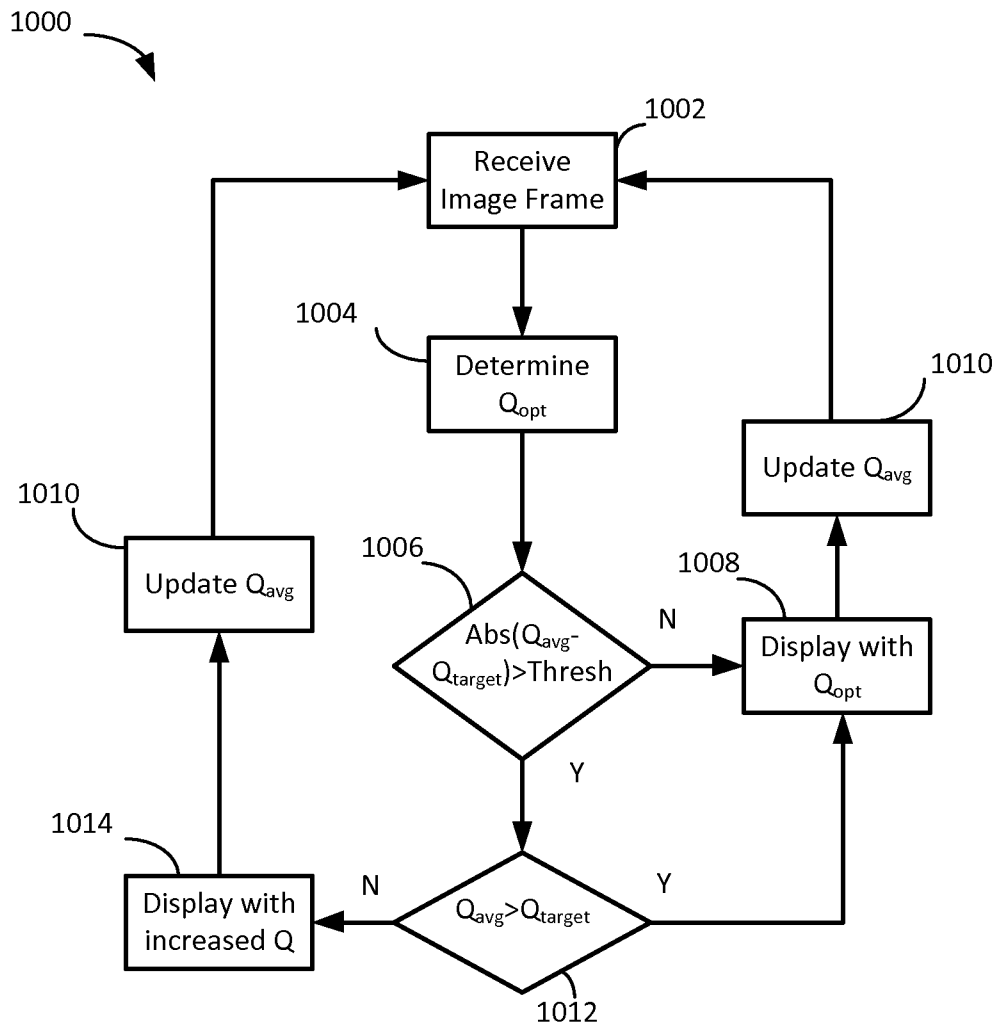 1000
1002
Receive
Image Frame
1004
Determine
Qopt
1010
Update Qavg
1010
Update Qavg
1006
Abs(Qavg-
Qtarget)>Thresh
N
1008
Display with
Qopt
Y
1014
Display with
increased Q
N
Qavg>Qtarget
Y
1012